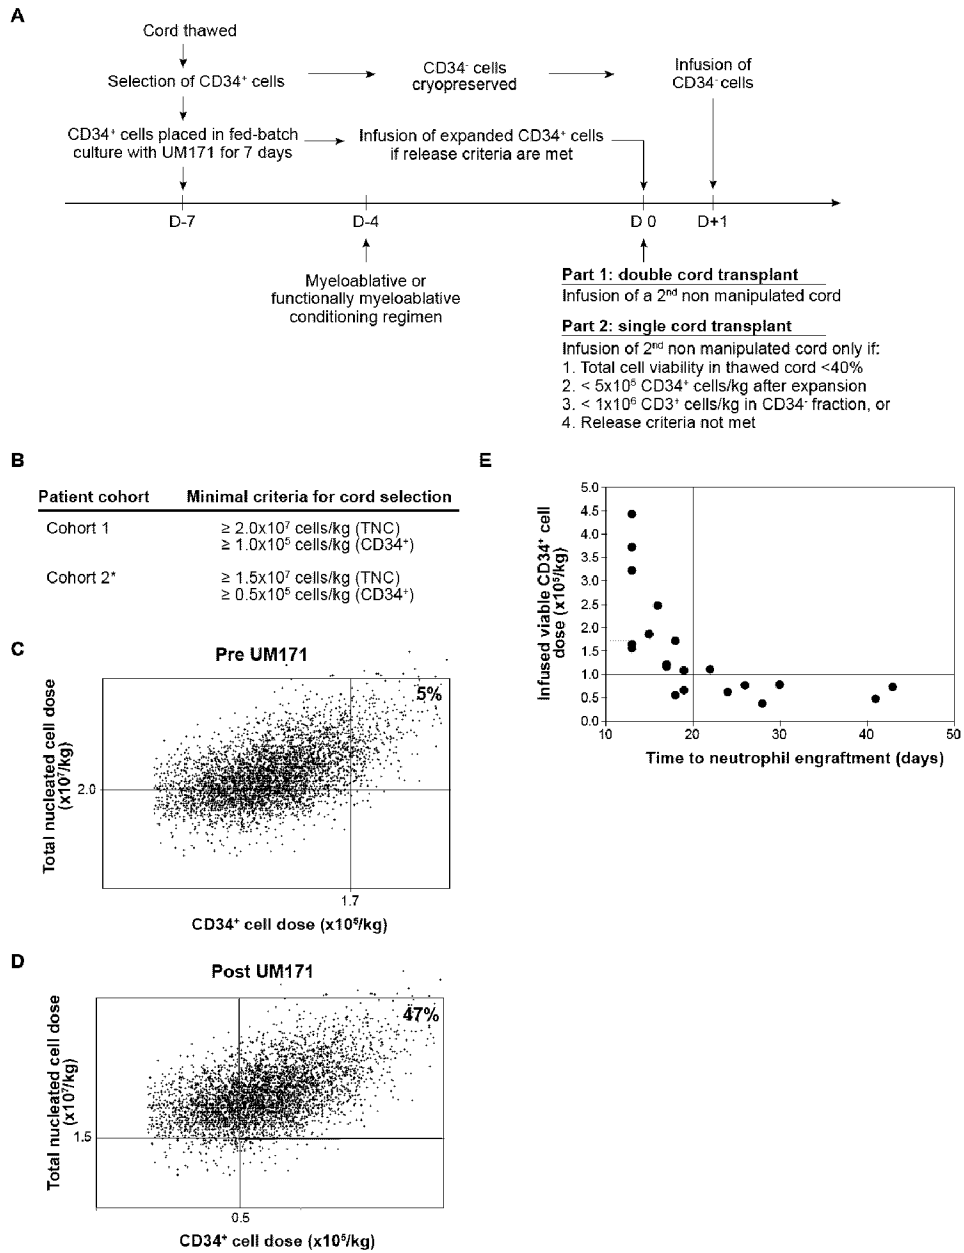 A
Cord thawed
Selection of CD34⁺ cells
CD34⁻ cells
cryopreserved
Infusion of
CD34⁻ cells
CD34⁺ cells placed in fed-batch
culture with UM171 for 7 days
Infusion of expanded CD34⁺ cells
if release criteria are met
D-7
D-4
D 0
D+1
Myeloablative or
functionally myeloablative
conditioning regimen
Part 1: double cord transplant
Infusion of a 2ⁿᵈ non manipulated cord
Part 2: single cord transplant
Infusion of 2ⁿᵈ non manipulated cord only if:
1. Total cell viability in thawed cord <40%
2. < 5x10⁵ CD34⁺ cells/kg after expansion
3. < 1x10⁶ CD3⁺ cells/kg in CD34⁻ fraction, or
4. Release criteria not met
B
Patient cohort Minimal criteria for cord selection
Cohort 1 ≥ 2.0x10⁷ cells/kg (TNC)
≥ 1.0x10⁵ cells/kg (CD34⁺)
Cohort 2* ≥ 1.5x10⁷ cells/kg (TNC)
≥ 0.5x10⁵ cells/kg (CD34⁺)
C
Pre UM171
5%
Total nucleated cell dose
(x10⁷/kg)
2.0
1.7
CD34⁺ cell dose (x10⁵/kg)
D
Post UM171
47%
Total nucleated cell dose
(x10⁷/kg)
1.5
0.5
CD34⁺ cell dose (x10⁵/kg)
E
Infused viable CD34⁺ cell
dose (x10⁵/kg)
5.0
4.5
4.0
3.5
3.0
2.5
2.0
1.5
1.0
0.5
0.0
10 20 30 40 50
Time to neutrophil engraftment (days)